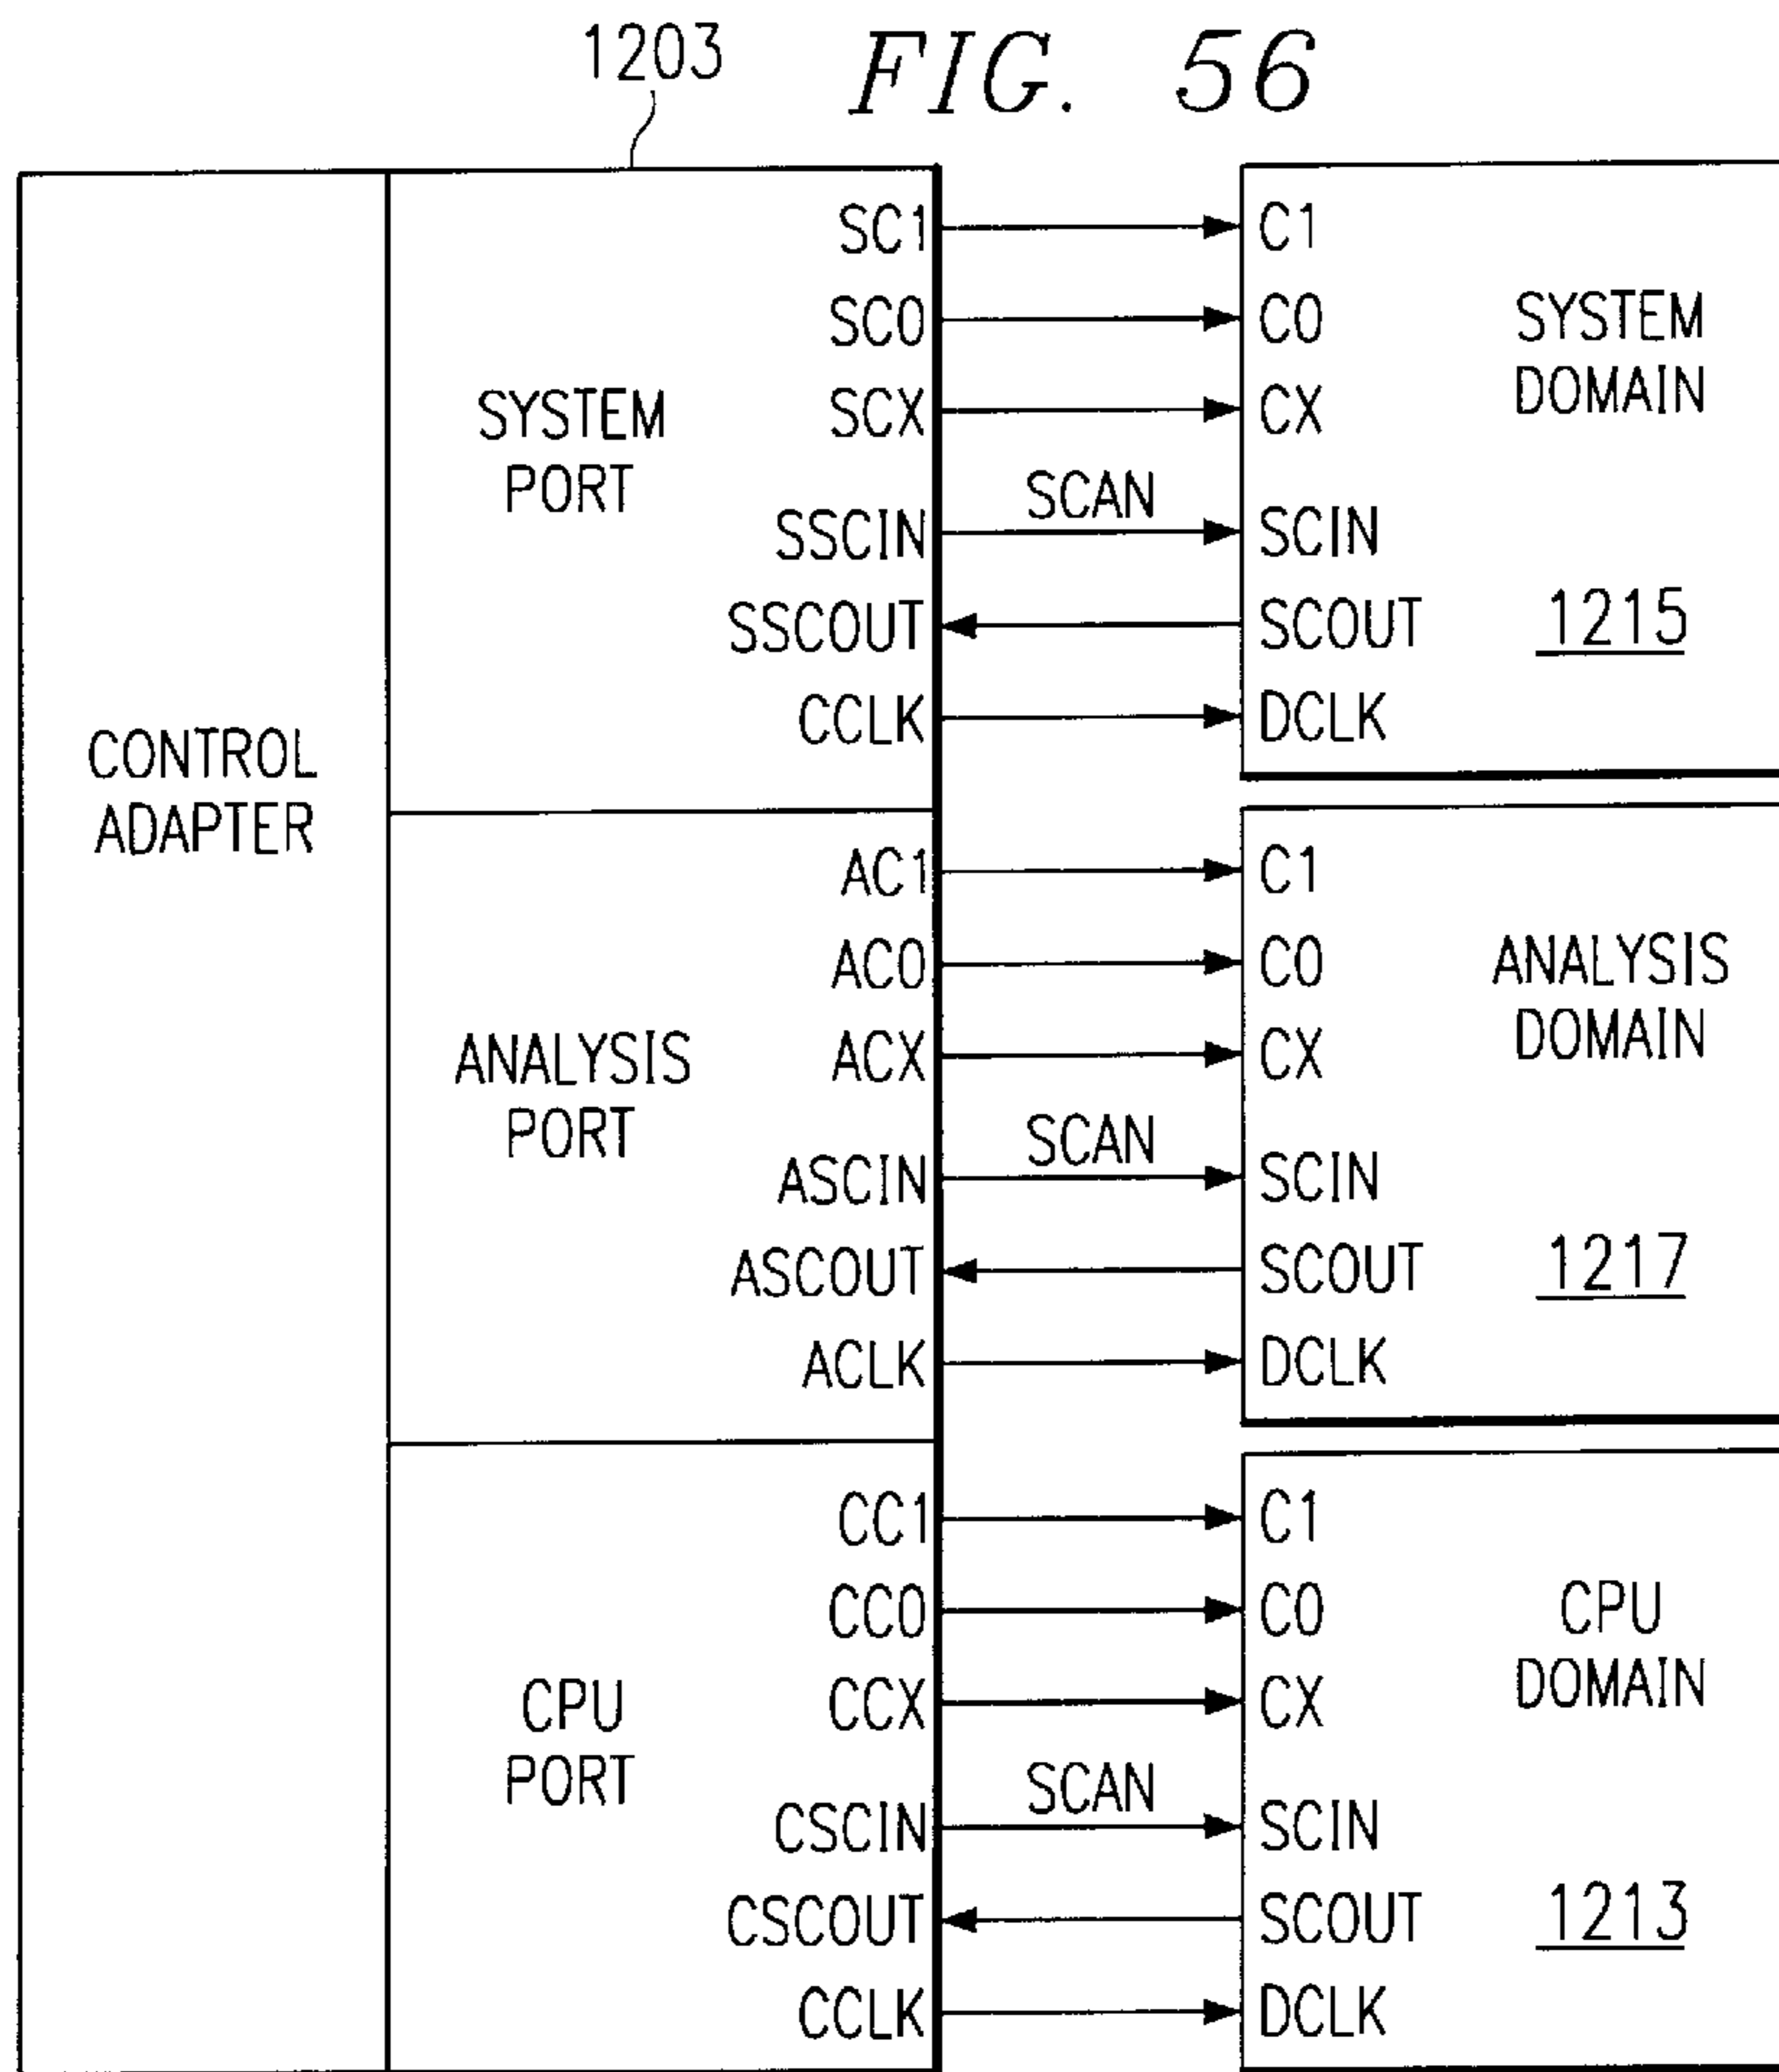 1203
FIG. 56
CONTROL
ADAPTER
SYSTEM
PORT
SC1
SC0
SCX
SSCIN
SSCOUT
CCLK
SCAN
C1
C0
CX
SCIN
SCOUT
DCLK
SYSTEM
DOMAIN
1215
ANALYSIS
PORT
AC1
AC0
ACX
ASCIN
ASCOUT
ACLK
SCAN
C1
C0
CX
SCIN
SCOUT
DCLK
ANALYSIS
DOMAIN
1217
CPU
PORT
CC1
CC0
CCX
CSCIN
CSCOUT
CCLK
SCAN
C1
C0
CX
SCIN
SCOUT
DCLK
CPU
DOMAIN
1213